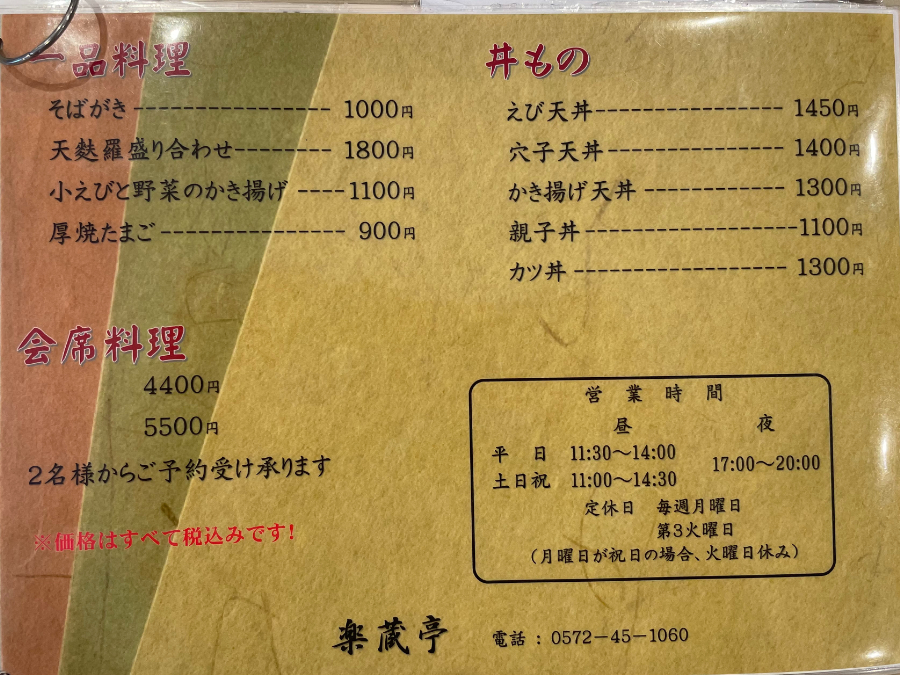 一品料理
そばがき ------------------- 1000円
天麩羅盛り合わせ--------- 1800円
小えびと野菜のかき揚げ ----1100円
厚焼たまご----------------- 900円
丼もの
えび天丼----------------- 1450円
穴子天丼---------------- 1400円
かき揚げ天丼 ------------- 1300円
親子丼-------------------1100円
カツ丼 ------------------- 1300円
会席料理
4400円
5500円
2名様からご予約受け承ります
※価格はすべて税込みです!
営業時間
昼 夜
平日 11:30～14:00
17:00～20:00
土日祝 11:00～14:30
定休日 毎週月曜日
第3火曜日
（月曜日が祝日の場合、火曜日休み）
楽蔵亭 電話：0572－45－1060